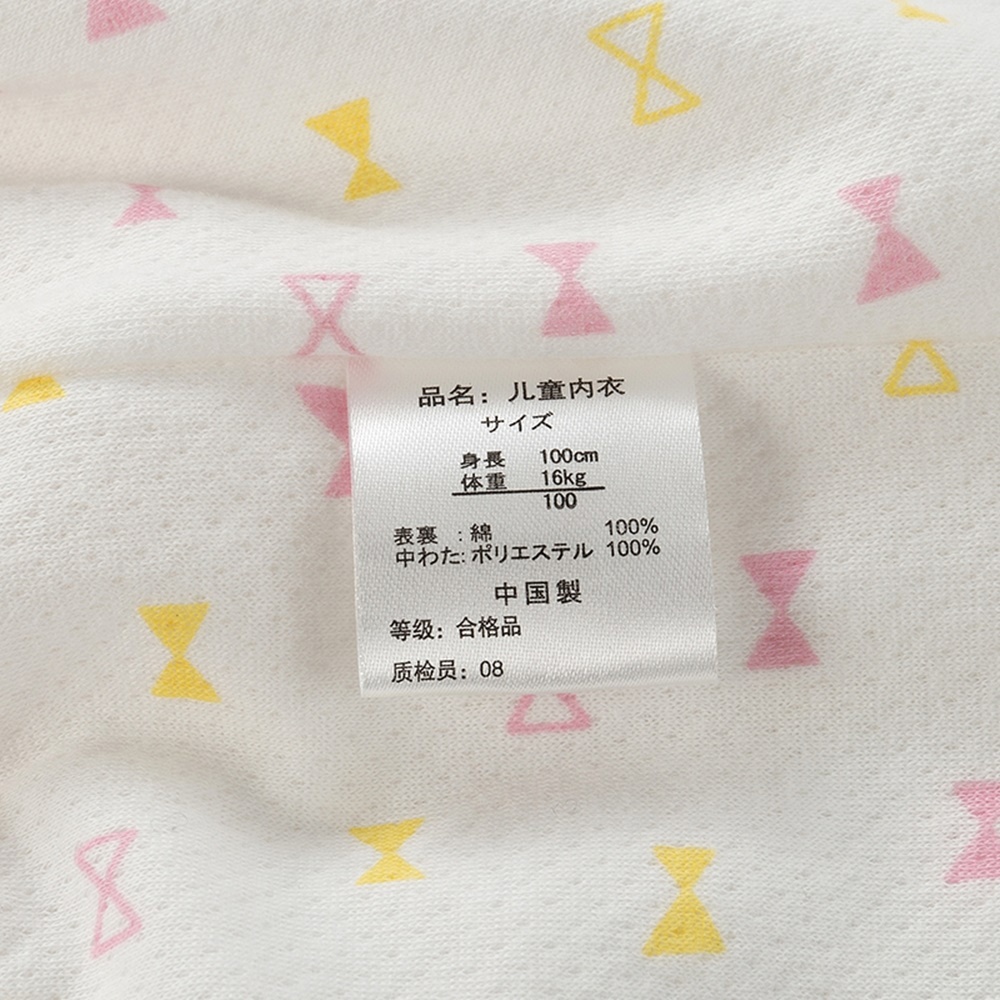 品名：儿童内衣
サイズ
身長 100cm
体重 16kg
100
表裏 : 綿 100%
中わた: ポリエステル 100%
中国製
等级：合格品
质检员：08